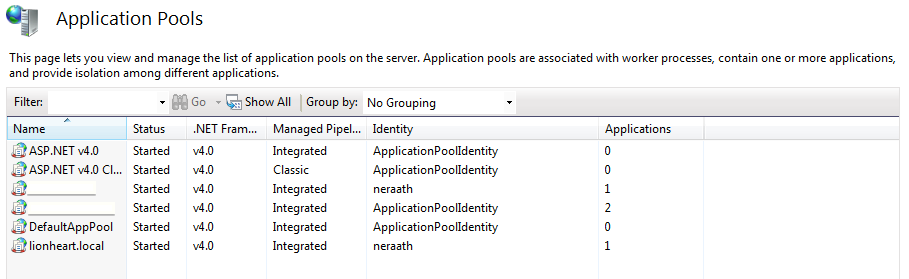 Application Pools
This page lets you view and manage the list of application pools on the server. Application pools are associated with worker processes, contain one or more applications,
and provide isolation among different applications.
Filter: Go Show All Group by: No Grouping
Name Status .NET Fram... Managed Pipel... Identity Applications
ASP.NET v4.0 Started v4.0 Integrated ApplicationPoolIdentity 0
ASP.NET v4.0 Cl... Started v4.0 Classic ApplicationPoolIdentity 0
Started v4.0 Integrated neraath 1
Started v4.0 Integrated ApplicationPoolIdentity 2
DefaultAppPool Started v4.0 Integrated ApplicationPoolIdentity 0
lionheart.local Started v4.0 Integrated neraath 1